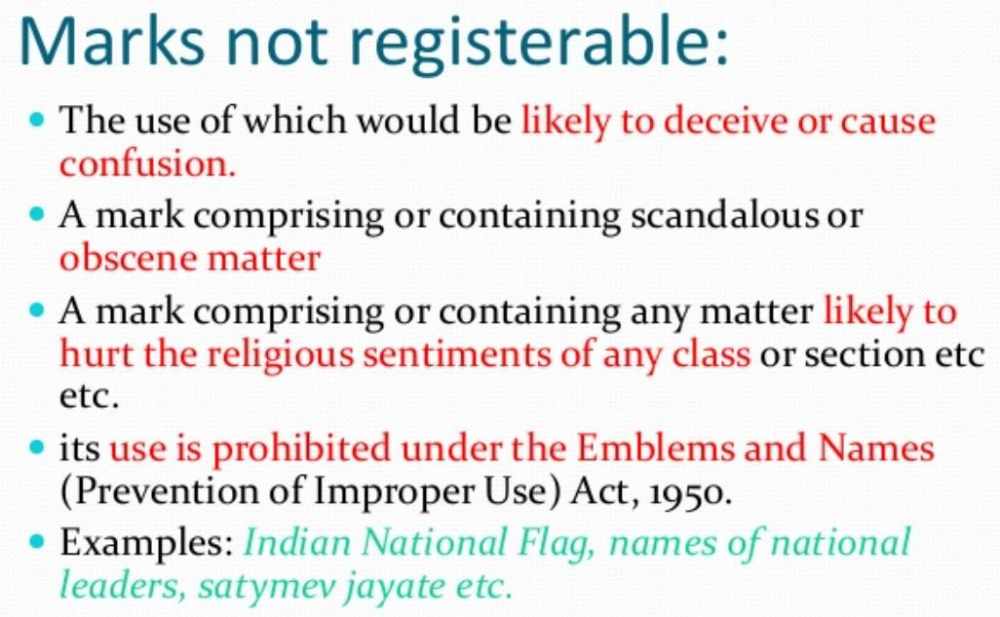 Marks not registerable:
The use of which would be likely to deceive or cause
confusion.
A mark comprising or containing scandalous or
obscene matter
A mark comprising or containing any matter likely to
hurt the religious sentiments of any class or section etc
etc.
its use is prohibited under the Emblems and Names
(Prevention of Improper Use) Act, 1950.
Examples: Indian National Flag, names of national
leaders, satymev jayate etc.